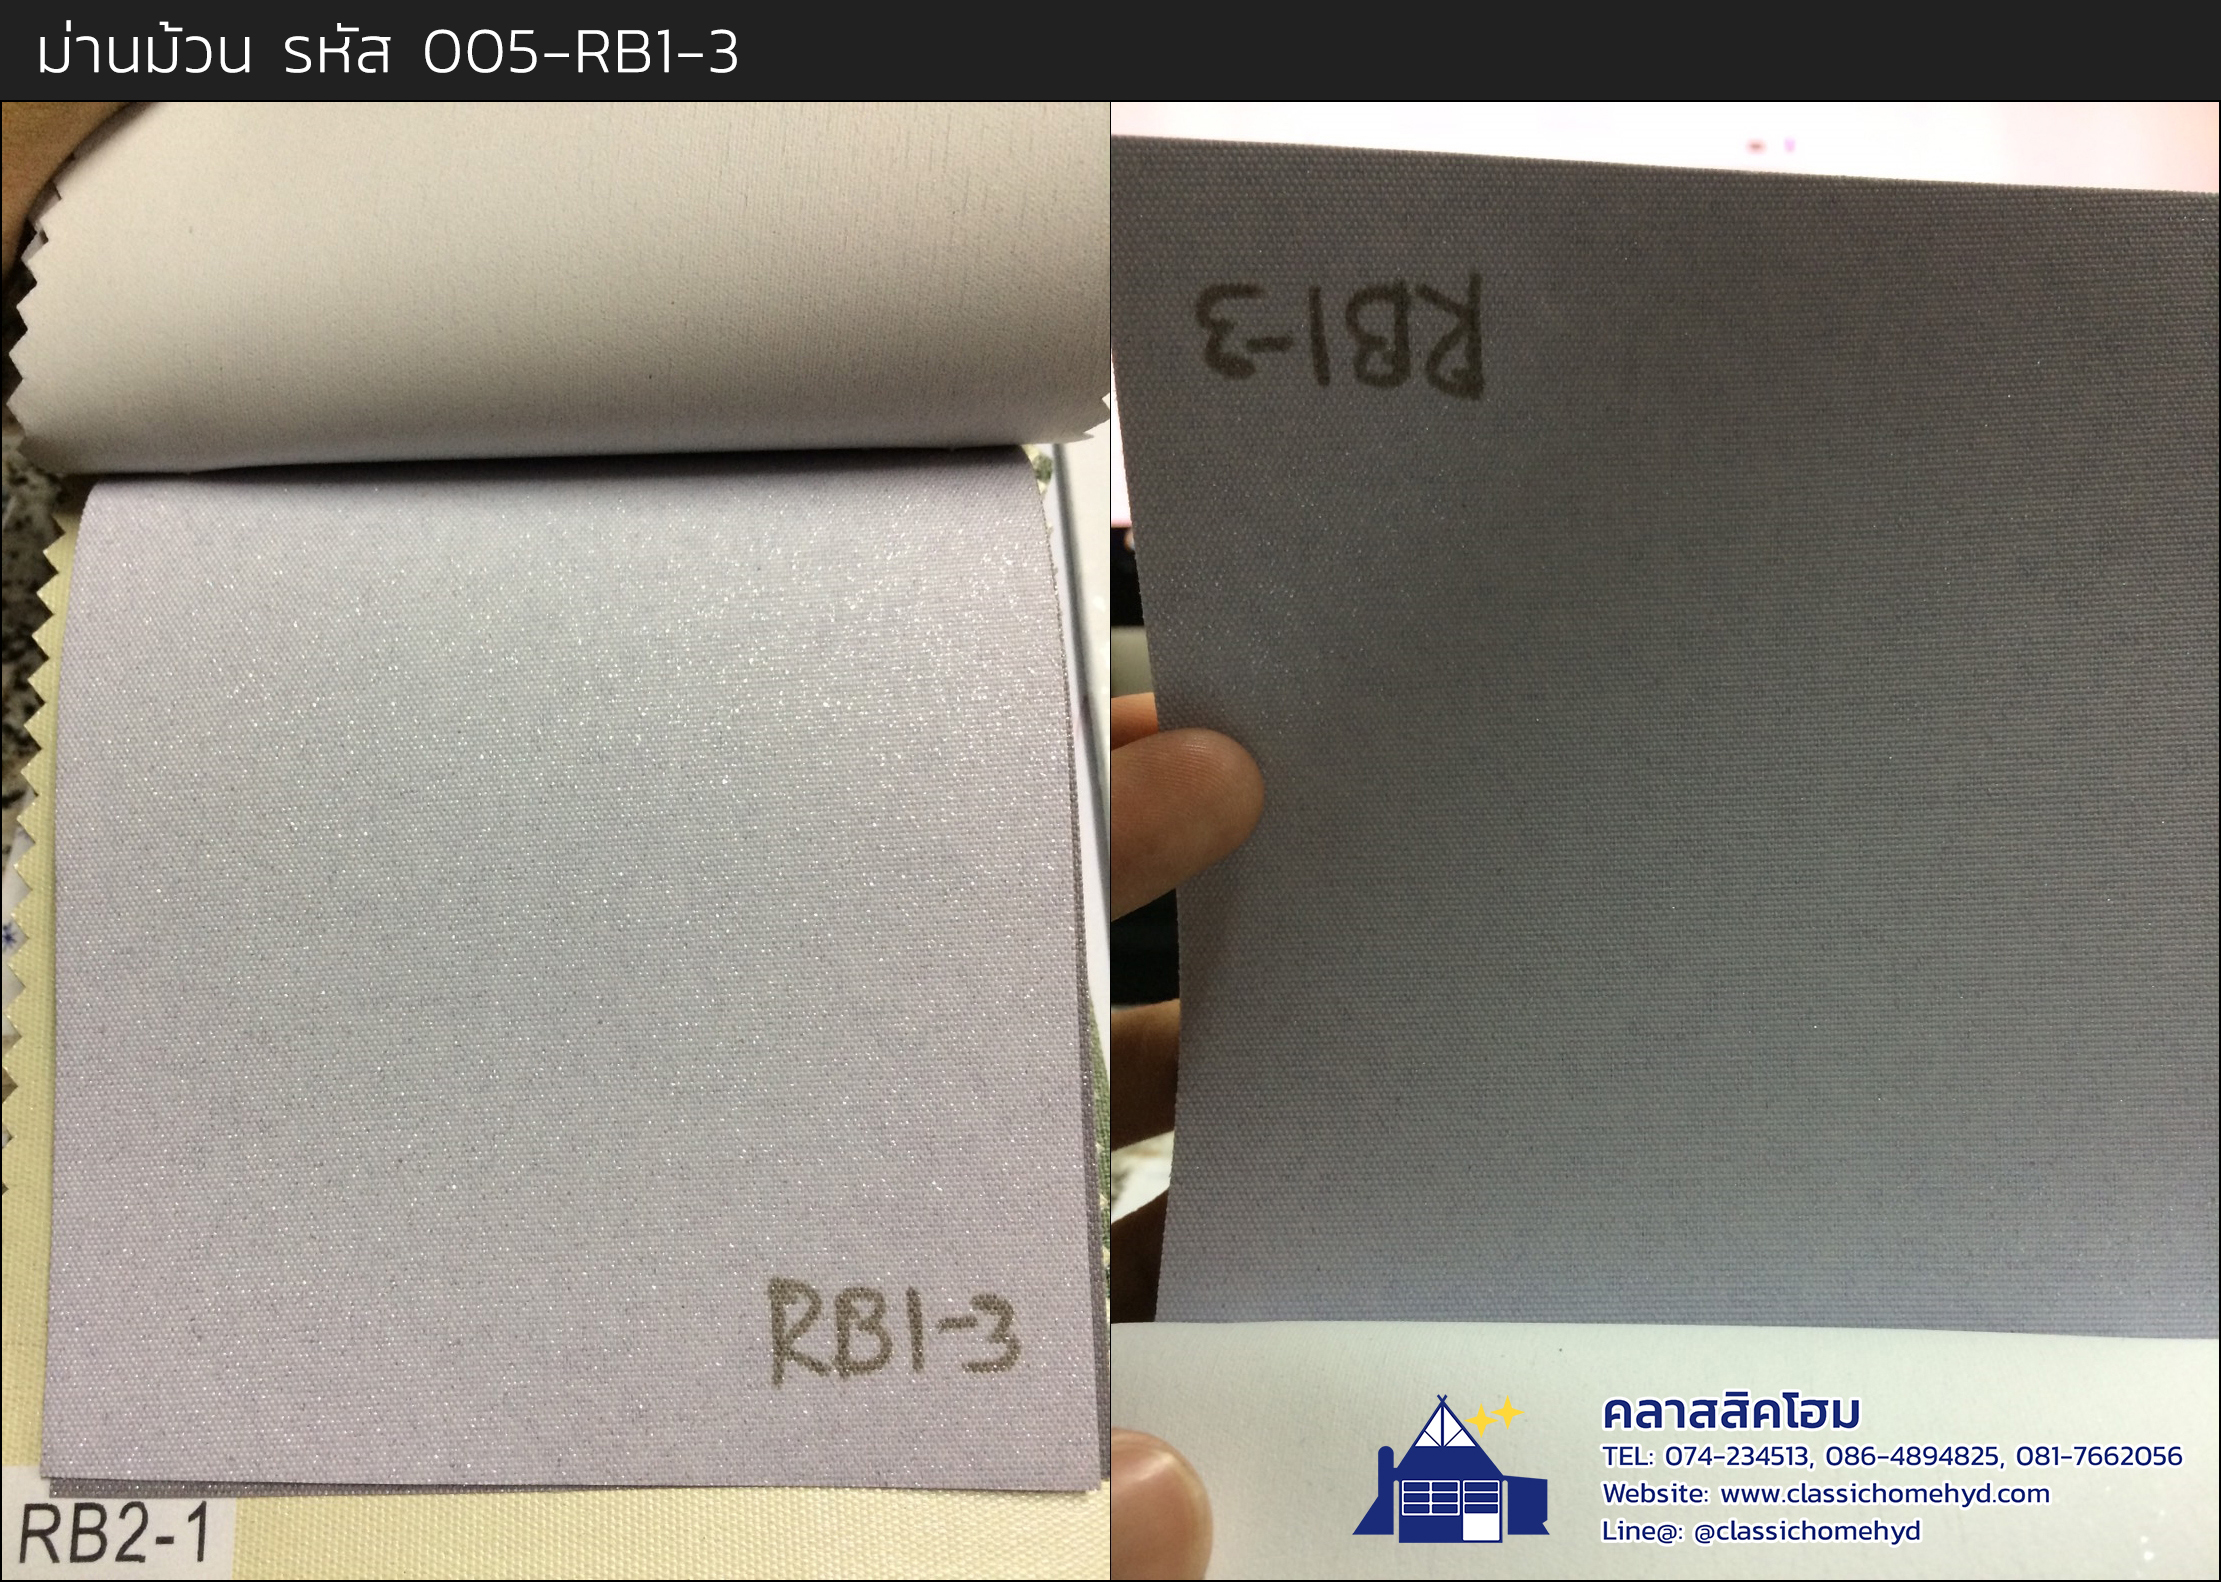 ม่านม้วน รหัส 005-RB1-3
RB1-3
RB2-1
RB1-3
คลาสสิคโฮม
TEL: 074-234513, 086-4894825, 081-7662056
Website: www.classichomehyd.com
Line@: @classichomehyd